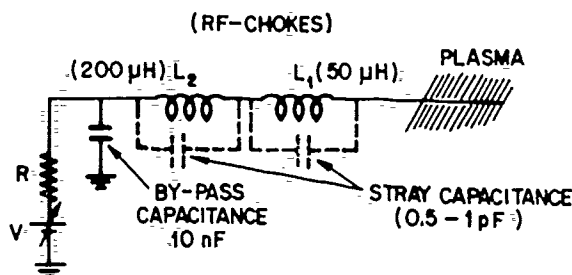 (RF-CHOKES)
PLASMA
(200 μH) L₂
L₁ (50 μH)
R
BY-PASS
CAPACITANCE
10 nF
STRAY CAPACITANCE
(0.5 - 1 pF)
V